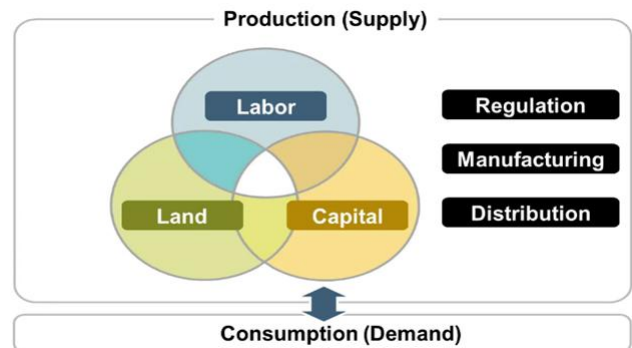 Production (Supply)
Labor
Land
Capital
Regulation
Manufacturing
Distribution
Consumption (Demand)